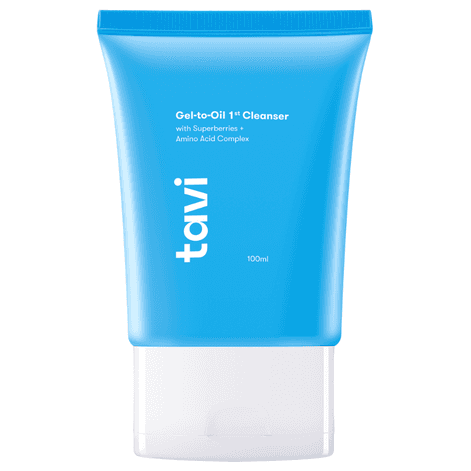 Gel-to-Oil 1st Cleanser
with Superberries +
Amino Acid Complex
tavi
100ml